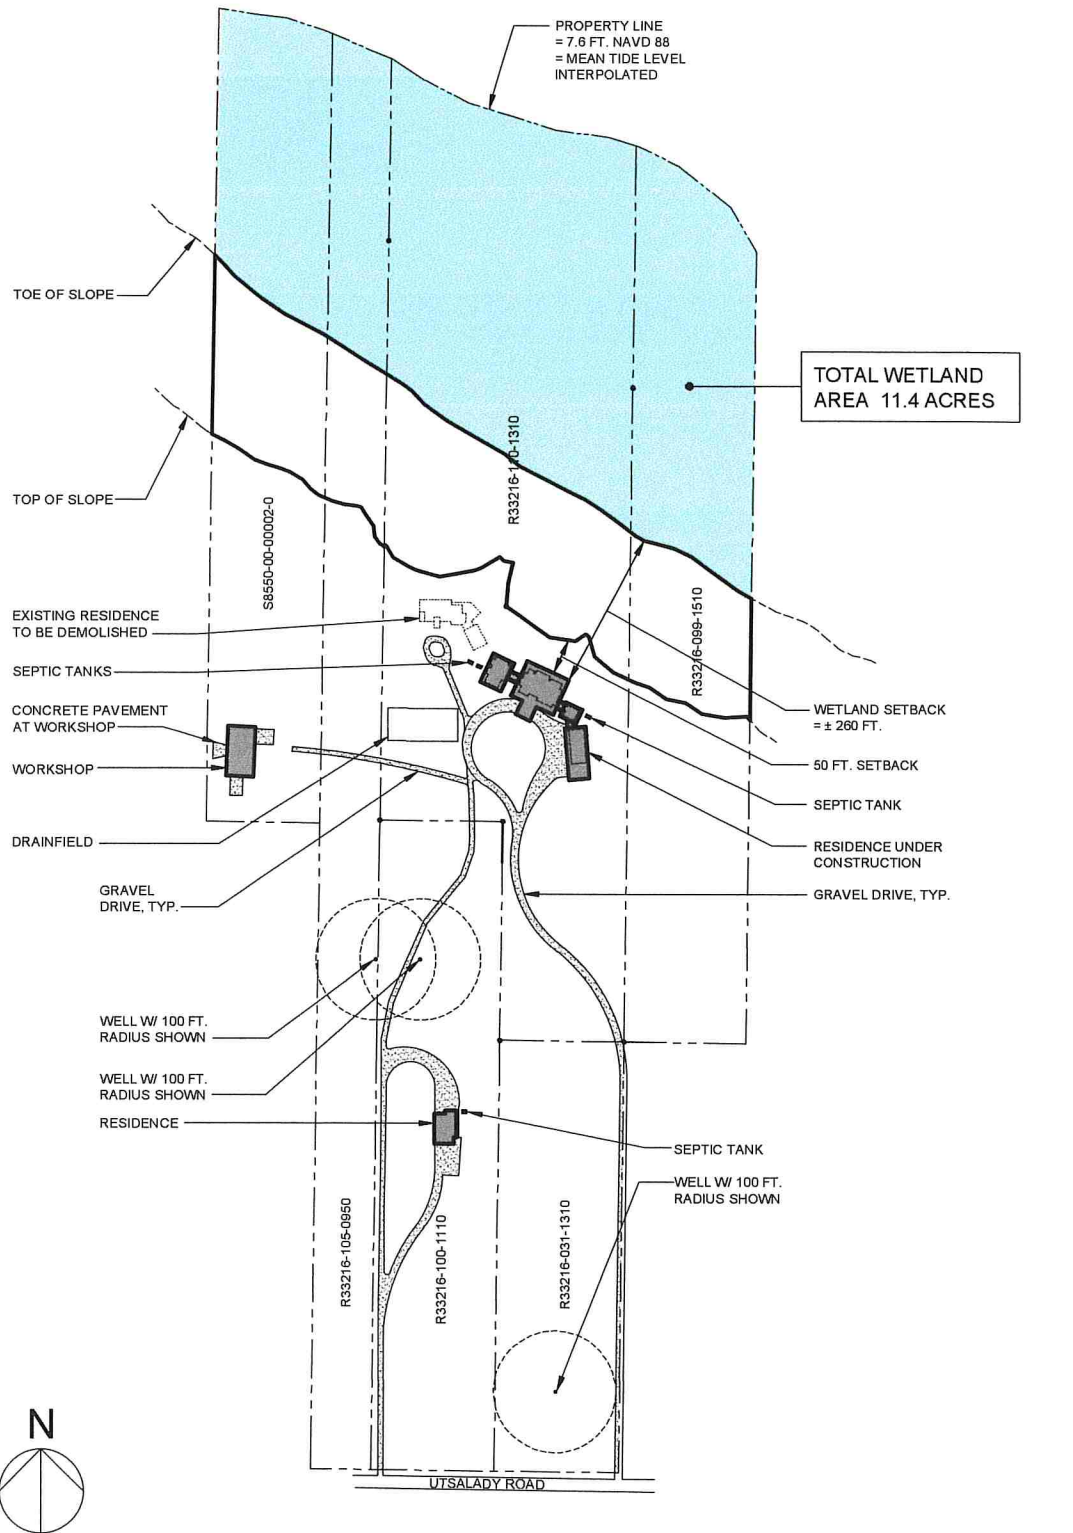 PROPERTY LINE
= 7.6 FT. NAVD 88
= MEAN TIDE LEVEL
INTERPOLATED
TOE OF SLOPE
TOTAL WETLAND
AREA 11.4 ACRES
TOP OF SLOPE
R33216-120-1310
S8550-00-00002-0
EXISTING RESIDENCE
TO BE DEMOLISHED
R33216-099-1510
SEPTIC TANKS
CONCRETE PAVEMENT
AT WORKSHOP
WETLAND SETBACK
= ± 260 FT.
WORKSHOP
50 FT. SETBACK
SEPTIC TANK
DRAINFIELD
RESIDENCE UNDER
CONSTRUCTION
GRAVEL
DRIVE, TYP.
GRAVEL DRIVE, TYP.
WELL W/ 100 FT.
RADIUS SHOWN
WELL W/ 100 FT.
RADIUS SHOWN
RESIDENCE
SEPTIC TANK
WELL W/ 100 FT.
RADIUS SHOWN
R33216-105-0950
R33216-100-1110
R33216-031-1310
N
UTSALADY ROAD